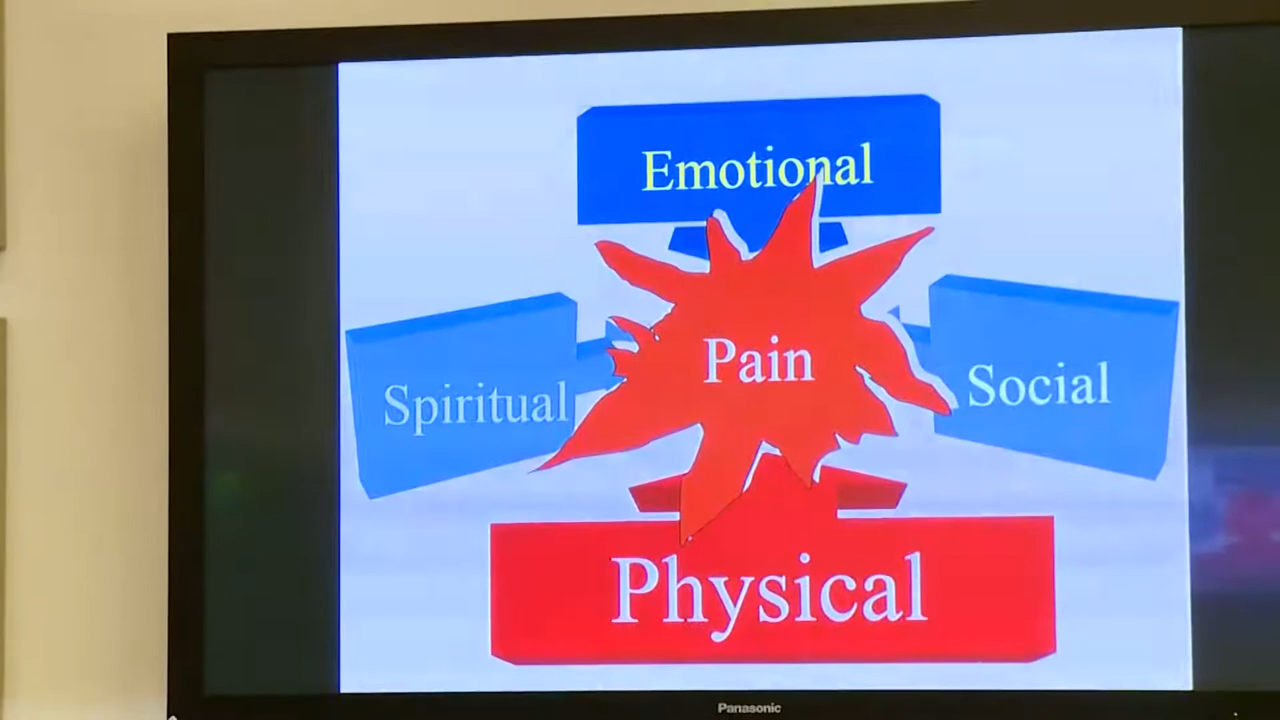 Emotional
Pain
Spiritual
Social
Physical
Panasonic